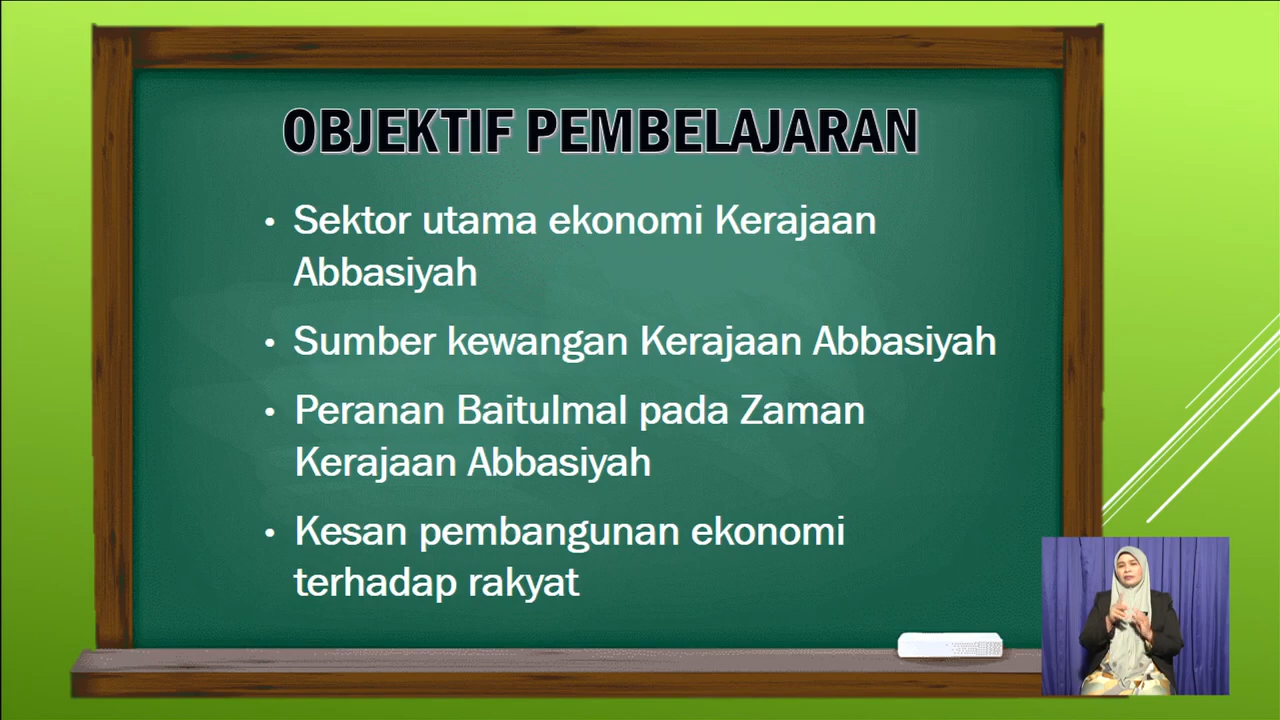 OBJEKTIF PEMBELAJARAN
• Sektor utama ekonomi Kerajaan
Abbasiyah
• Sumber kewangan Kerajaan Abbasiyah
• Peranan Baitulmal pada Zaman
Kerajaan Abbasiyah
• Kesan pembangunan ekonomi
terhadap rakyat